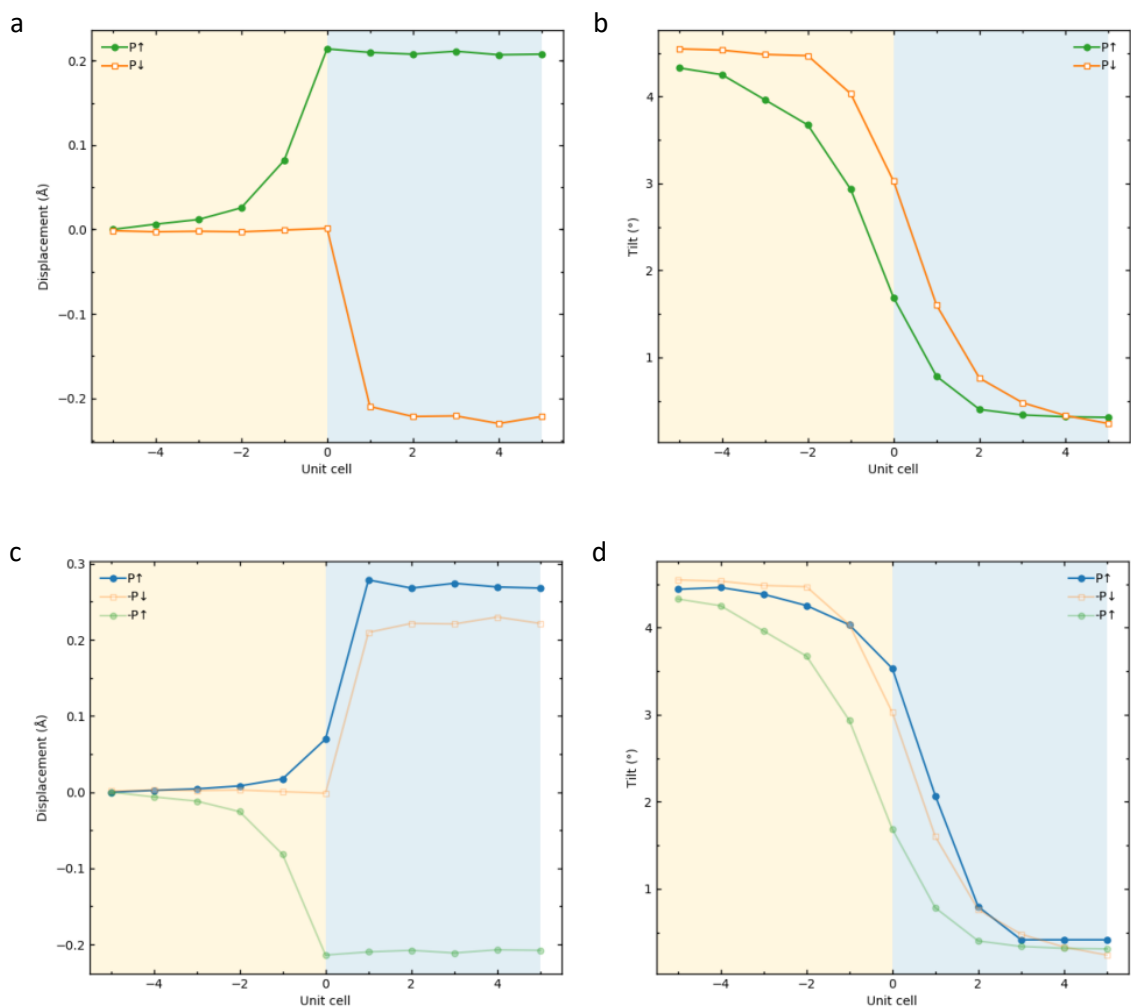 a
P↑
P↓
0.2
0.1
0.0
−0.1
−0.2
Displacement (Å)
−4 −2 0 2 4
Unit cell
b
P↑
P↓
4
3
2
1
Tilt (°)
−4 −2 0 2 4
Unit cell
c
P↑
-P↓
-P↑
0.3
0.2
0.1
0.0
−0.1
−0.2
Displacement (Å)
−4 −2 0 2 4
Unit cell
d
P↑
-P↓
-P↑
4
3
2
1
Tilt (°)
−4 −2 0 2 4
Unit cell